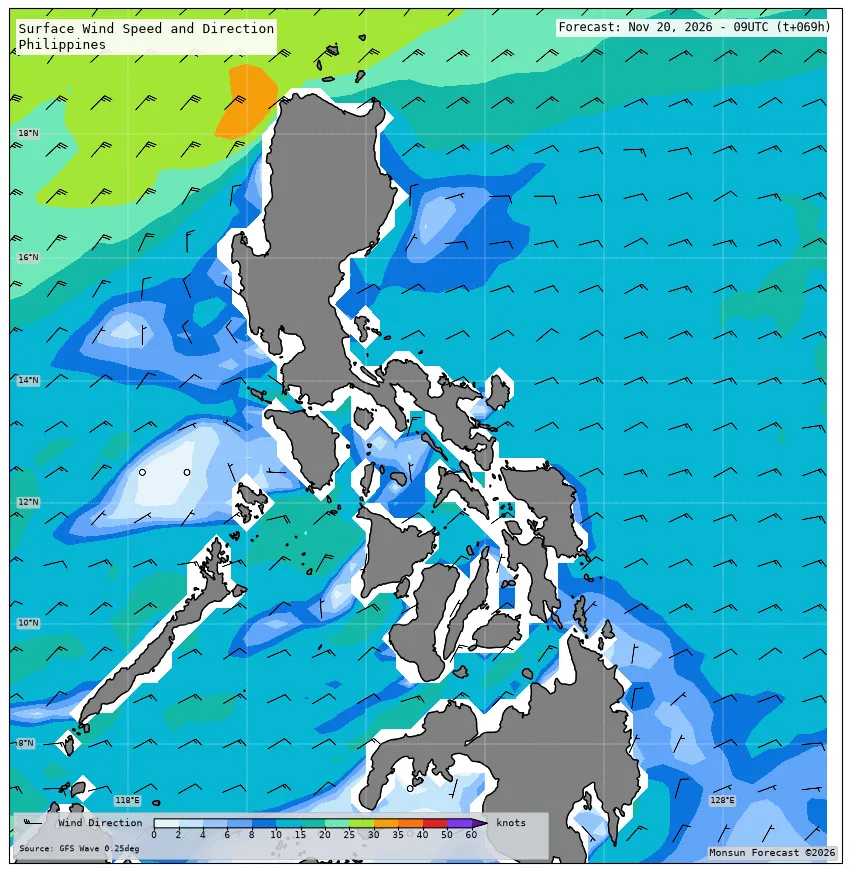 Surface Wind Speed and Direction
Philippines
Forecast: Nov 20, 2026 - 09UTC (t+069h)
18°N
16°N
14°N
12°N
10°N
8°N
118°E
128°E
Wind Direction
0 2 4 6 8 10 15 20 25 30 35 40 50 60
knots
Source: GFS Wave 0.25deg
Monsun Forecast ©2026